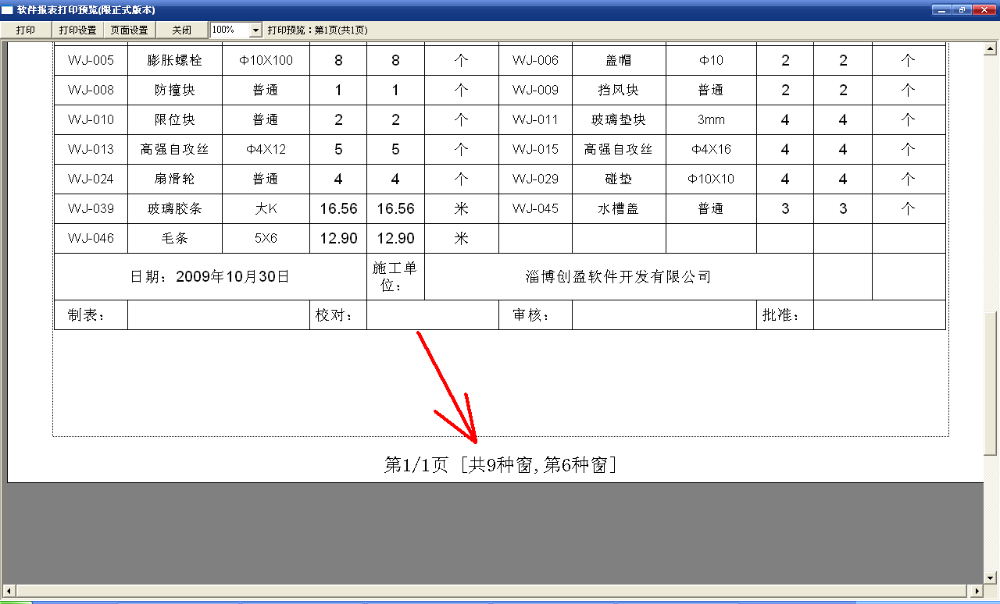 软件报表打印预览(限正式版本)
打印 打印设置 页面设置 关闭 100% 打印预览：第1页(共1页)
WJ-005 膨胀螺栓 Φ10X100 8 8 个 WJ-006 盖帽 Φ10 2 2 个
WJ-008 防撞块 普通 1 1 个 WJ-009 挡风块 普通 2 2 个
WJ-010 限位块 普通 2 2 个 WJ-011 玻璃垫块 3mm 4 4 个
WJ-013 高强自攻丝 Φ4X12 5 5 个 WJ-015 高强自攻丝 Φ4X16 4 4 个
WJ-024 扇滑轮 普通 4 4 个 WJ-029 碰垫 Φ10X10 4 4 个
WJ-039 玻璃胶条 大K 16.56 16.56 米 WJ-045 水槽盖 普通 3 3 个
WJ-046 毛条 5X6 12.90 12.90 米
日期：2009年10月30日 施工单位： 淄博创盈软件开发有限公司
制表： 校对： 审核： 批准：
第1/1页 [共9种窗,第6种窗]